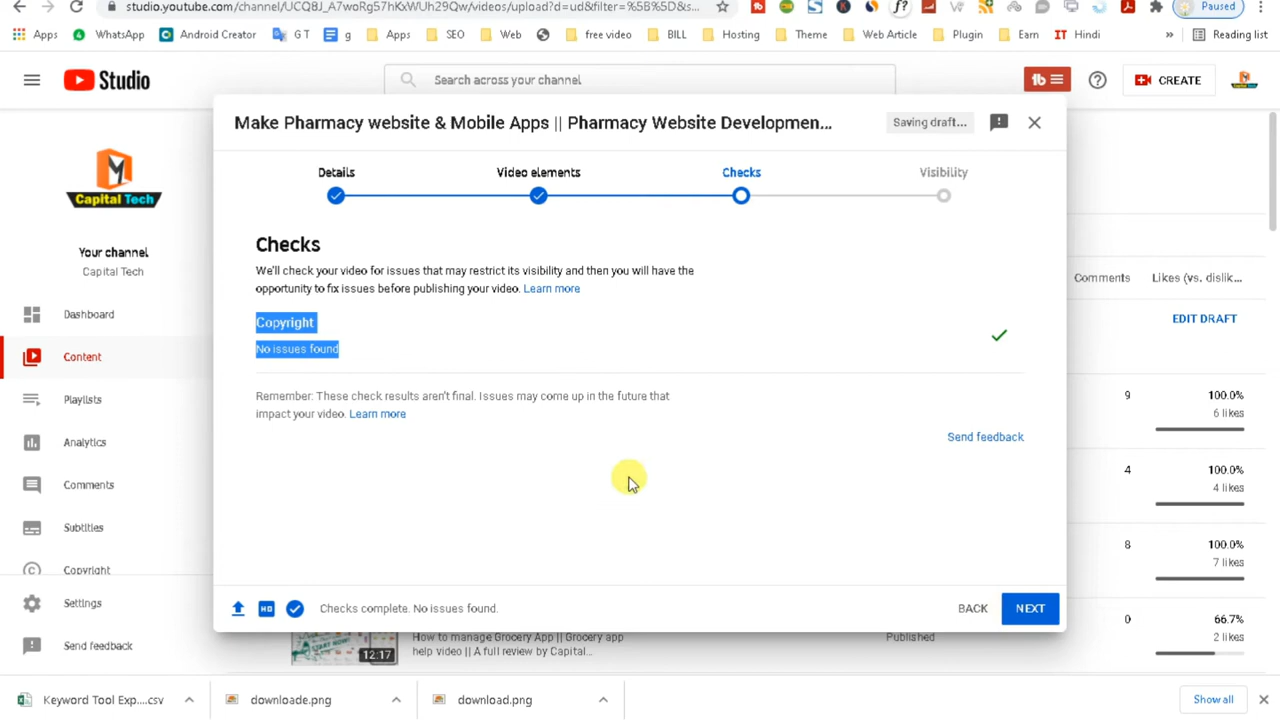 studio.youtube.com/channel/UCQ8J_A7woRg57hKxWUh29Qw/videos/upload?d=ud&filter=%5B%5D&s...
Paused
Apps WhatsApp Android Creator G T g Apps SEO Web free video BILL Hosting Theme Web Article Plugin Earn IT Hindi » Reading list
Studio
Search across your channel
CREATE
Make Pharmacy website & Mobile Apps || Pharmacy Website Developmen...
Saving draft...
Details Video elements Checks Visibility
Capital Tech
Your channel
Capital Tech
Dashboard
Content
Playlists
Analytics
Comments
Subtitles
Copyright
Settings
Send feedback
Checks
We'll check your video for issues that may restrict its visibility and then you will have the
opportunity to fix issues before publishing your video. Learn more
Copyright
No issues found
Remember: These check results aren't final. Issues may come up in the future that
impact your video. Learn more
Send feedback
HD Checks complete. No issues found.
BACK NEXT
Comments Likes (vs. dislik...
EDIT DRAFT
9 100.0%
6 likes
4 100.0%
4 likes
8 100.0%
7 likes
0 66.7%
2 likes
12:17
How to manage Grocery App || Grocery app
help video || A full review by Capital...
Published
Keyword Tool Exp....csv downloade.png download.png Show all